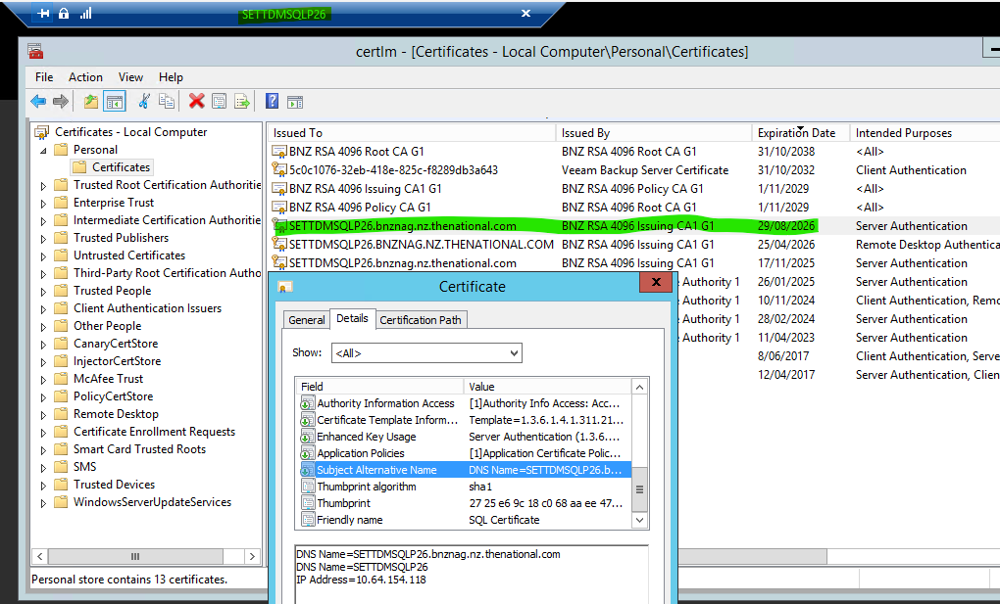 SETTDMSQLP26
certlm - [Certificates - Local Computer\Personal\Certificates]
File Action View Help
Certificates - Local Computer
Personal
Certificates
Trusted Root Certification Authoritie
Enterprise Trust
Intermediate Certification Authoritie
Trusted Publishers
Untrusted Certificates
Third-Party Root Certification Autho
Trusted People
Client Authentication Issuers
Other People
CanaryCertStore
InjectorCertStore
McAfee Trust
PolicyCertStore
Remote Desktop
Certificate Enrollment Requests
Smart Card Trusted Roots
SMS
Trusted Devices
WindowsServerUpdateServices
Issued To Issued By Expiration Date Intended Purposes
BNZ RSA 4096 Root CA G1 BNZ RSA 4096 Root CA G1 31/10/2038 <All>
5c0c1076-32eb-418e-825c-f8289db3a643 Veeam Backup Server Certificate 31/10/2032 Client Authentication
BNZ RSA 4096 Issuing CA1 G1 BNZ RSA 4096 Policy CA G1 1/11/2029 <All>
BNZ RSA 4096 Policy CA G1 BNZ RSA 4096 Root CA G1 1/11/2029 <All>
SETTDMSQLP26.bnznag.nz.thenational.com BNZ RSA 4096 Issuing CA1 G1 29/08/2026 Server Authentication
SETTDMSQLP26.BNZNAG.NZ.THENATIONAL.COM BNZ RSA 4096 Issuing CA1 G1 25/04/2026 Remote Desktop Authentica
SETTDMSQLP26.bnznag.nz.thenational.com BNZ RSA 4096 Issuing CA1 G1 17/11/2025 Server Authentication
Authority 1 26/01/2025 Server Authentication
Authority 1 10/11/2024 Client Authentication, Remo
Authority 1 28/02/2024 Server Authentication
Authority 1 11/04/2023 Server Authentication
8/06/2017 Client Authentication, Serve
12/04/2017 Server Authentication, Clien
Certificate
General Details Certification Path
Show: <All>
Field Value
Authority Information Access [1]Authority Info Access: Acc...
Certificate Template Inform... Template=1.3.6.1.4.1.311.21...
Enhanced Key Usage Server Authentication (1.3.6....
Application Policies [1]Application Certificate Polic...
Subject Alternative Name DNS Name=SETTDMSQLP26.b...
Thumbprint algorithm sha1
Thumbprint 27 25 e6 9c 18 c0 68 aa ee 47...
Friendly name SQL Certificate
DNS Name=SETTDMSQLP26.bnznag.nz.thenational.com
DNS Name=SETTDMSQLP26
IP Address=10.64.154.118
Personal store contains 13 certificates.